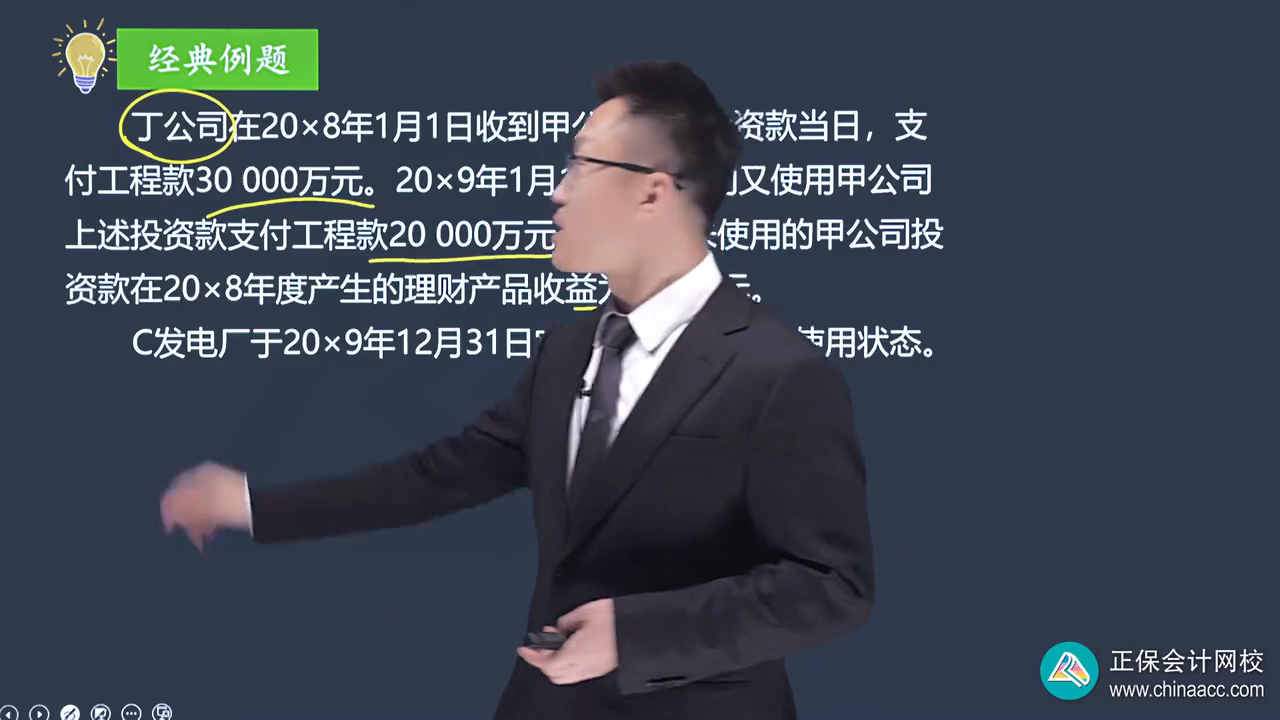 经典例题
丁公司在20×8年1月1日收到甲 资款当日，支
付工程款30 000万元。20×9年1月 又使用甲公司
上述投资款支付工程款20 000万元 使用的甲公司投
资款在20×8年度产生的理财产品收益
C发电厂于20×9年12月31日 使用状态。
正保会计网校
www.chinaacc.com